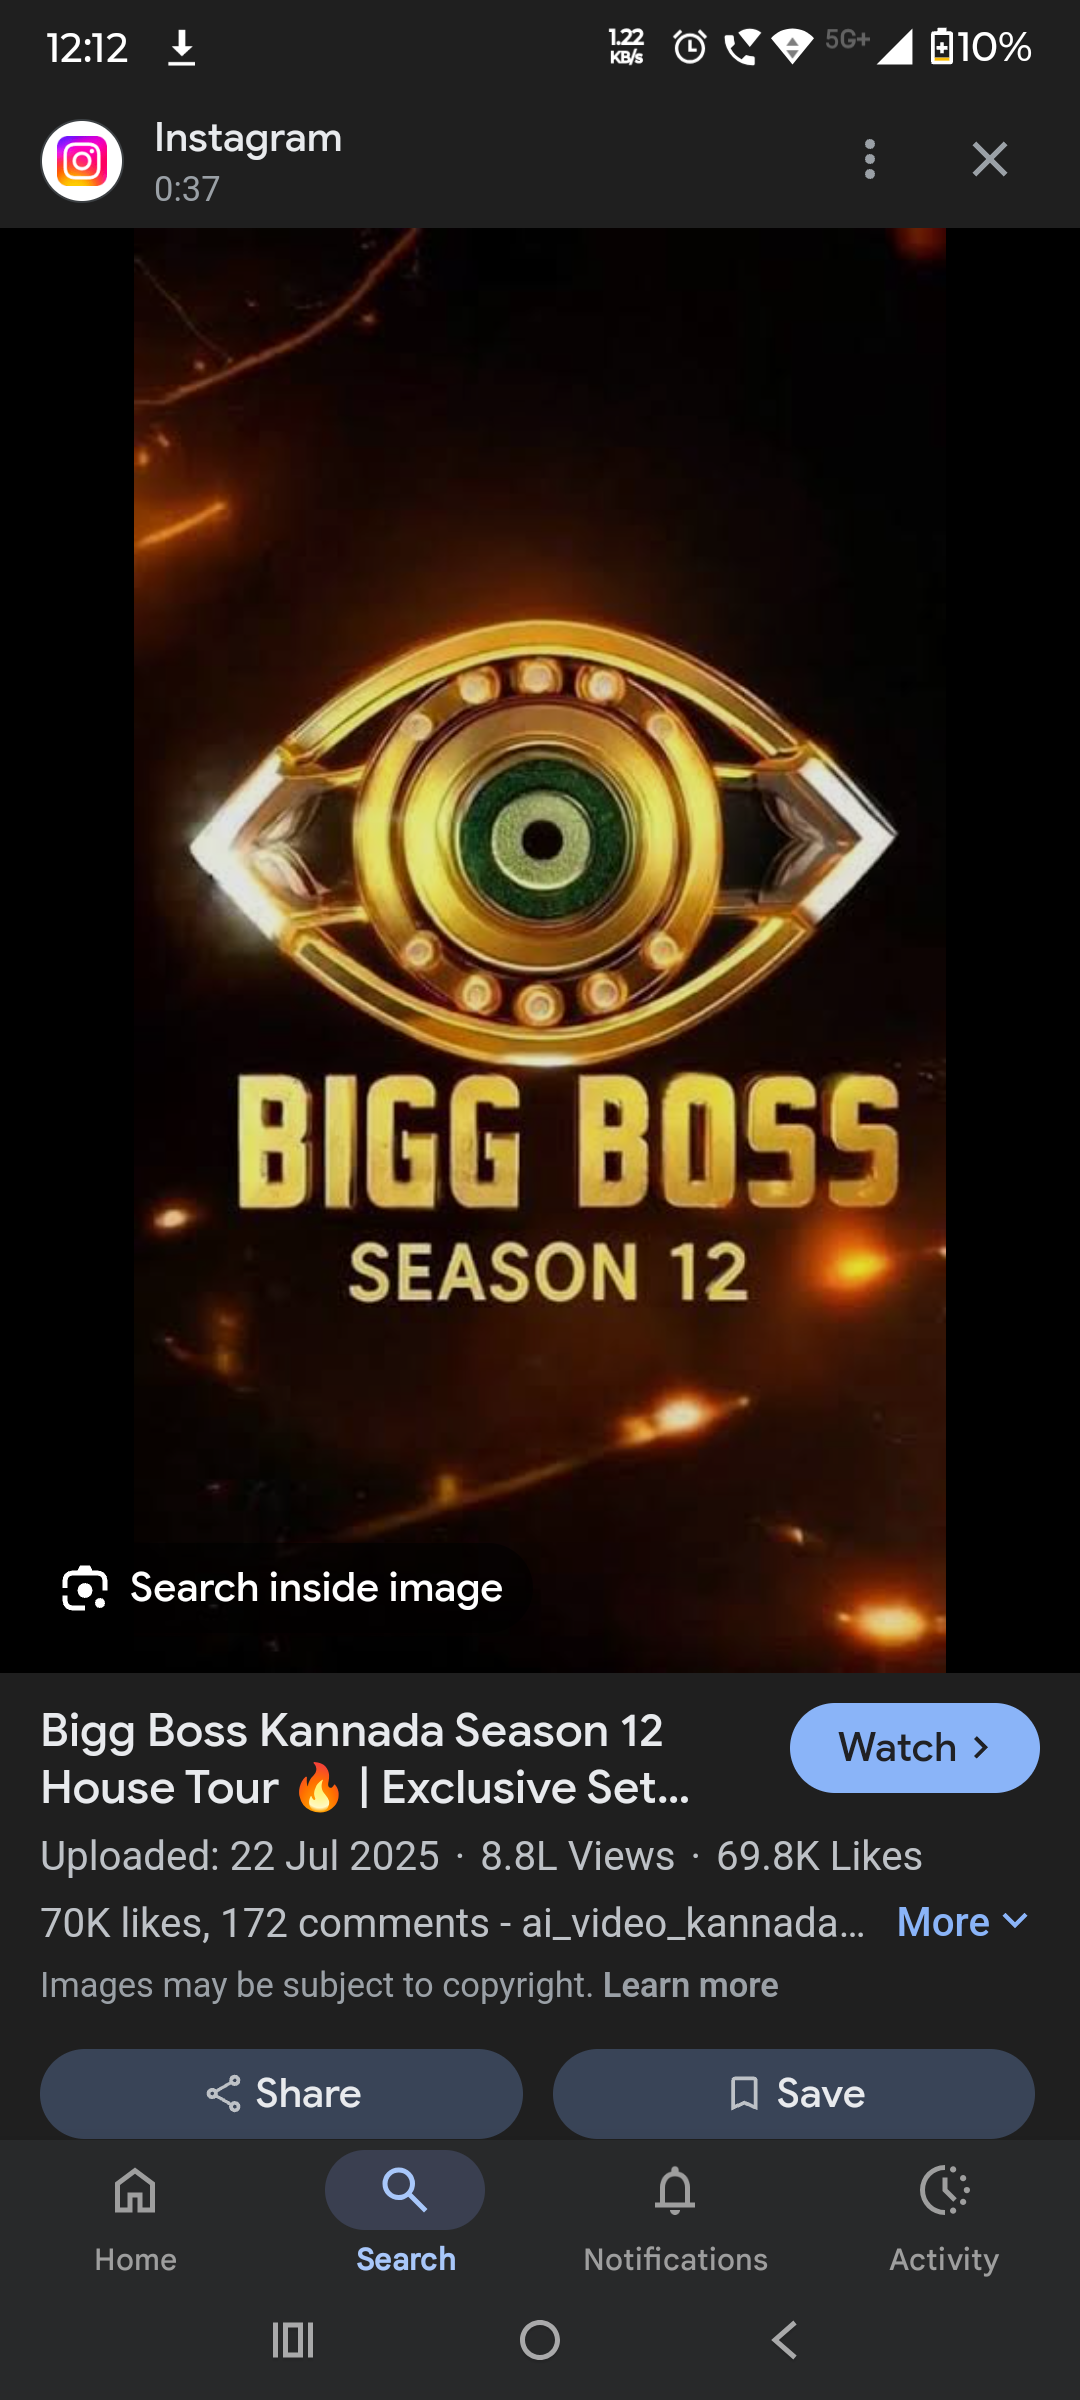 12:12
1.22
KB/s
5G+
10%
Instagram
0:37
BIGG BOSS
SEASON 12
Search inside image
Bigg Boss Kannada Season 12
House Tour 🔥 | Exclusive Set...
Watch
Uploaded: 22 Jul 2025 · 8.8L Views · 69.8K Likes
70K likes, 172 comments - ai_video_kannada...
More
Images may be subject to copyright. Learn more
Share
Save
Home
Search
Notifications
Activity